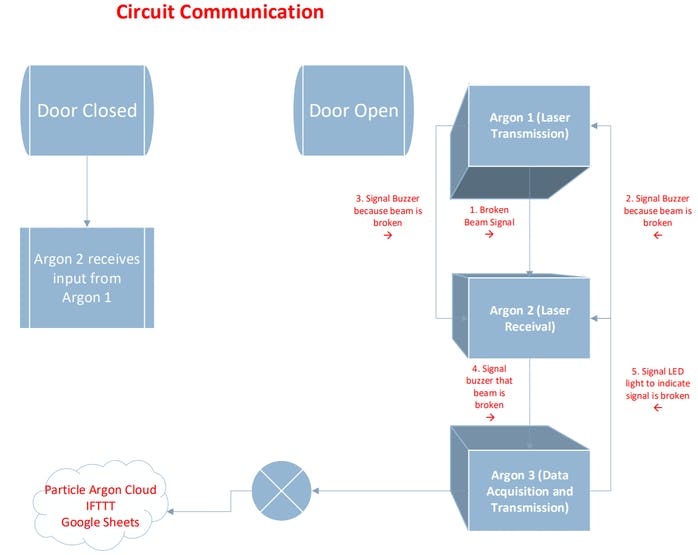 Circuit Communication
Door Closed
Door Open
Argon 1 (Laser
Transmission)
3. Signal Buzzer
because beam is
broken
→
1. Broken
Beam Signal
→
2. Signal Buzzer
because beam is
broken
←
Argon 2 receives
input from
Argon 1
Argon 2 (Laser
Receival)
4. Signal
buzzer that
beam is
broken
→
5. Signal LED
light to indicate
signal is broken
←
Argon 3 (Data
Acquisition and
Transmission)
Particle Argon Cloud
IFTTT
Google Sheets